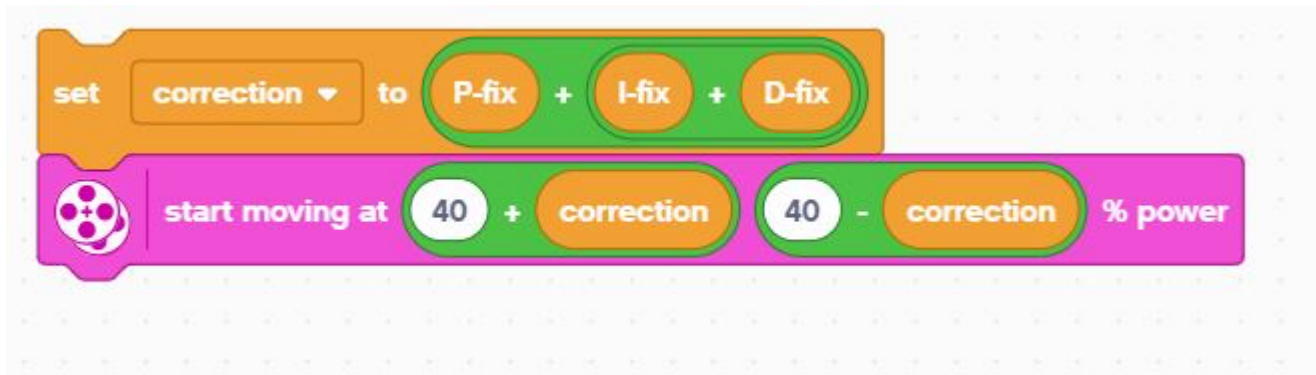 set correction to P-fix + I-fix + D-fix
start moving at 40 + correction 40 - correction % power